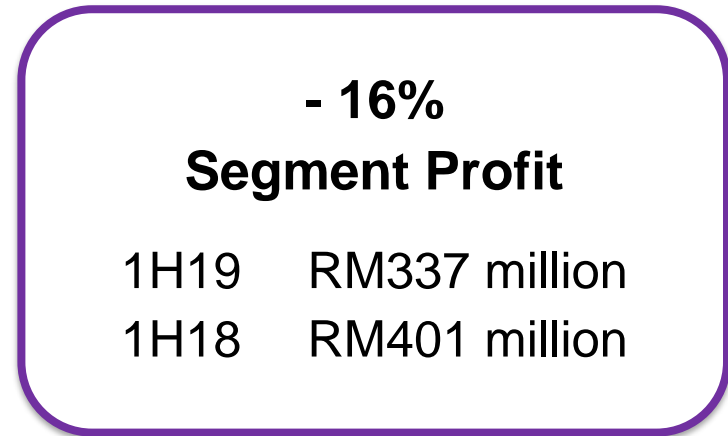 - 16%
Segment Profit
1H19 RM337 million
1H18 RM401 million